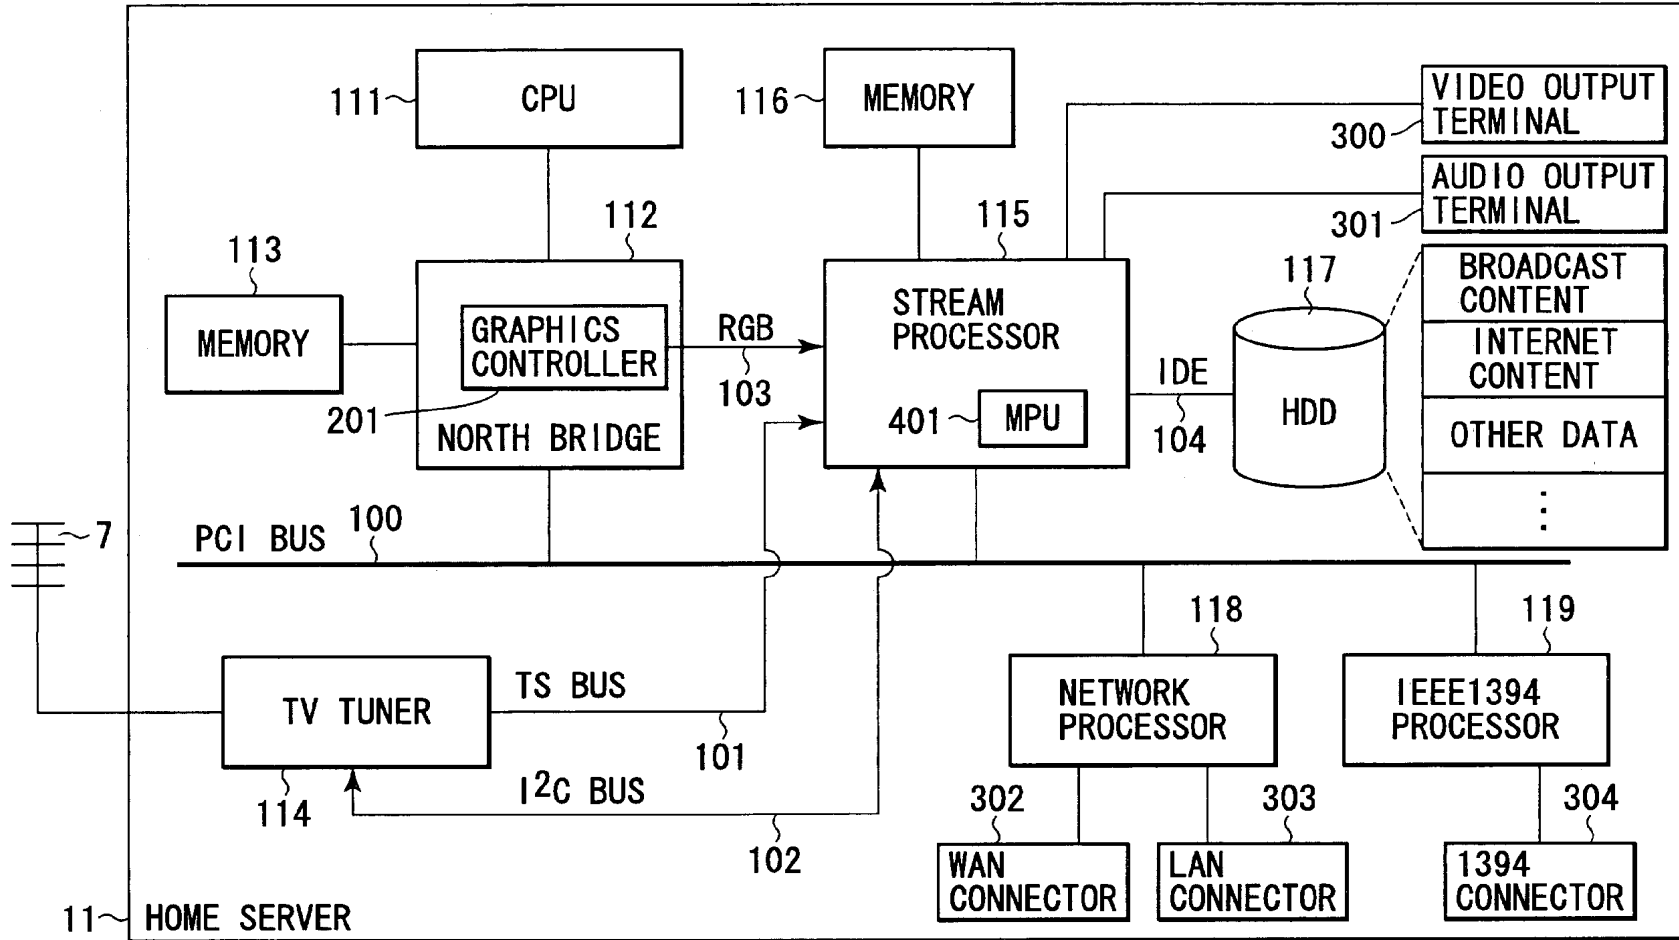 111
CPU
116
MEMORY
VIDEO OUTPUT
TERMINAL
300
AUDIO OUTPUT
TERMINAL
301
112
115
113
117
MEMORY
GRAPHICS
CONTROLLER
201
NORTH BRIDGE
RGB
103
STREAM
PROCESSOR
401
MPU
IDE
104
HDD
BROADCAST
CONTENT
INTERNET
CONTENT
OTHER DATA
⋮
7
PCI BUS
100
118
119
TV TUNER
114
TS BUS
101
I²C BUS
102
NETWORK
PROCESSOR
IEEE1394
PROCESSOR
302
303
304
WAN
CONNECTOR
LAN
CONNECTOR
1394
CONNECTOR
11
HOME SERVER